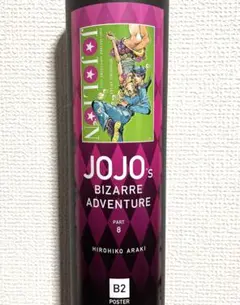 JOJO's
BIZARRE
ADVENTURE
PART
8
HIROHIKO ARAKI
B2
POSTER